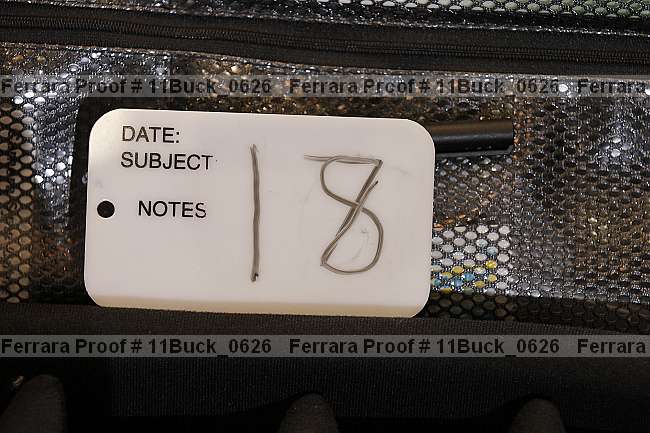 Ferrara Proof # 11Buck_0626 Ferrara Proof # 11Buck_0626 Ferrara
DATE:
SUBJECT
NOTES
18
Ferrara Proof # 11Buck_0626 Ferrara Proof # 11Buck_0626 Ferrara